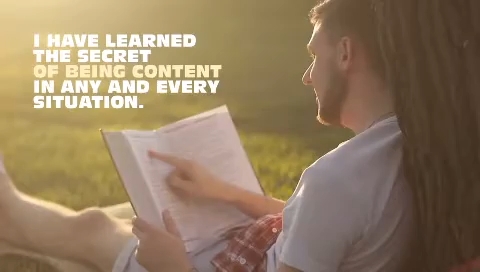 I HAVE LEARNED
THE SECRET
OF BEING CONTENT
IN ANY AND EVERY
SITUATION.